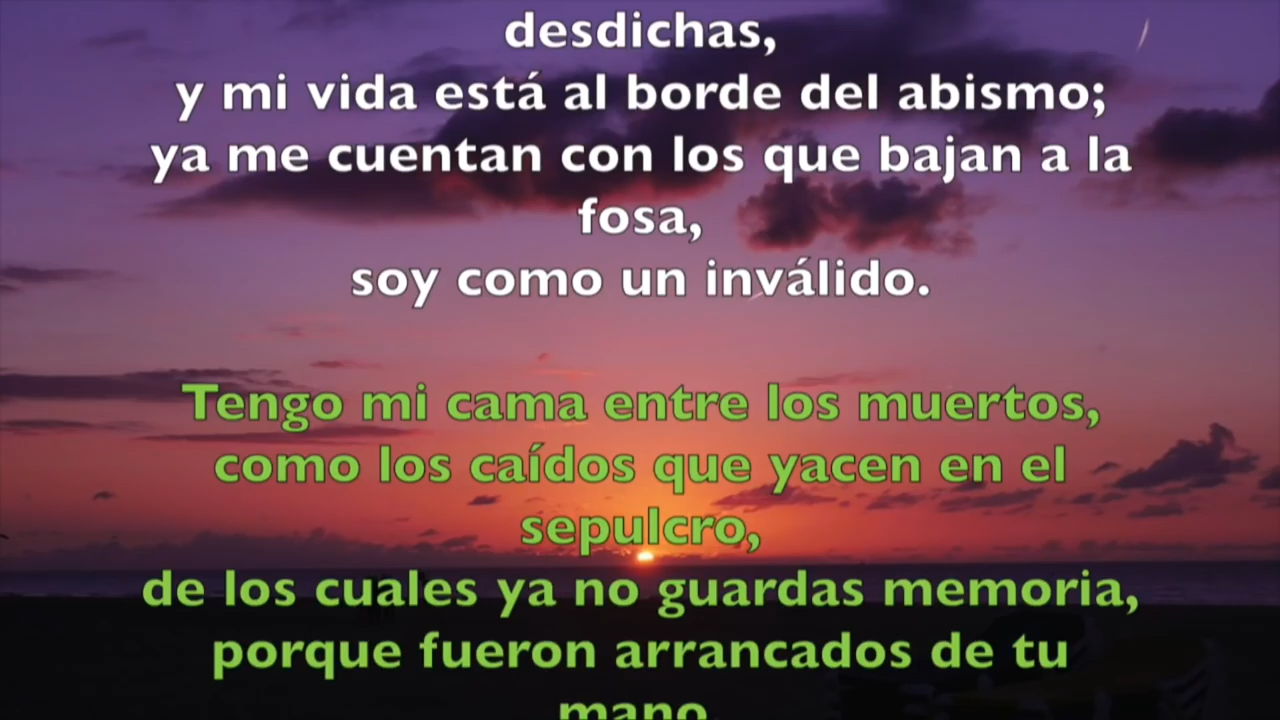 desdichas,
y mi vida está al borde del abismo;
ya me cuentan con los que bajan a la
fosa,
soy como un inválido.
Tengo mi cama entre los muertos,
como los caídos que yacen en el
sepulcro,
de los cuales ya no guardas memoria,
porque fueron arrancados de tu
mano